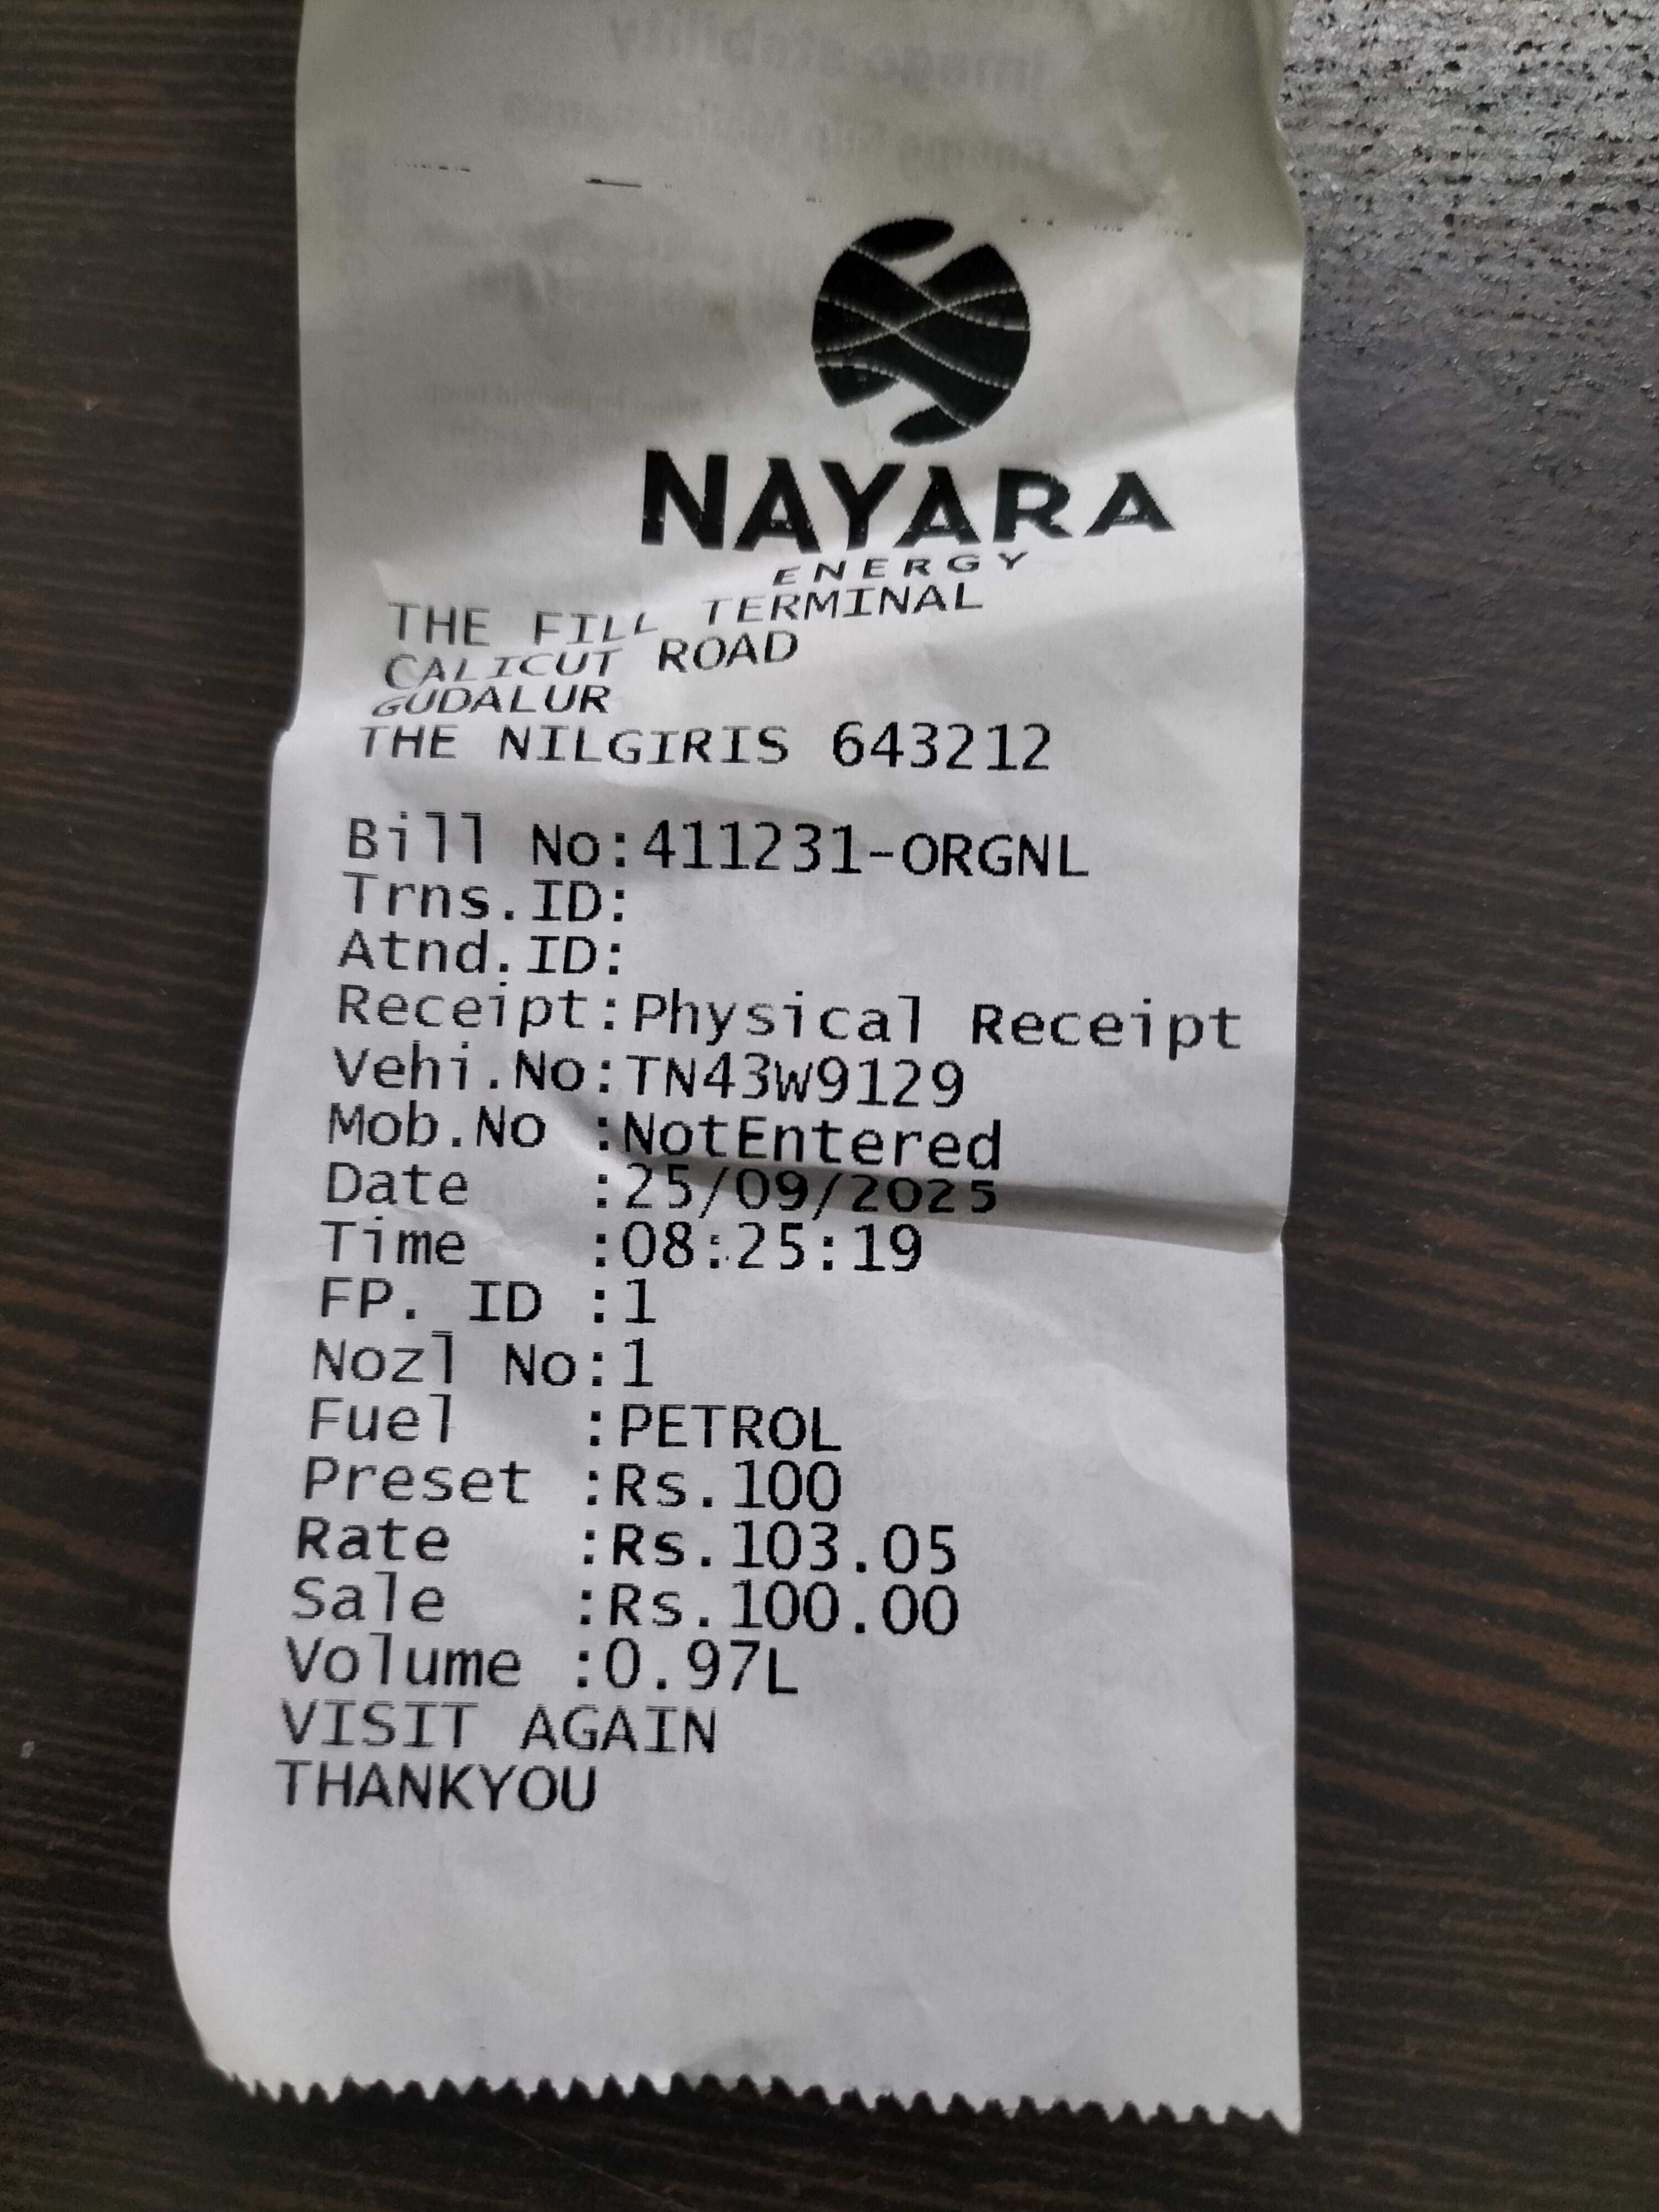 NAYARA
ENERGY
THE FILL TERMINAL
CALICUT ROAD
GUDALUR
THE NILGIRIS 643212
Bill No:411231-ORGNL
Trns.ID:
Atnd.ID:
Receipt:Physical Receipt
Vehi.No:TN43W9129
Mob.No :NotEntered
Date :25/09/2025
Time :08:25:19
FP. ID :1
Nozl No:1
Fuel :PETROL
Preset :Rs.100
Rate :Rs.103.05
Sale :Rs.100.00
Volume :0.97L
VISIT AGAIN
THANKYOU